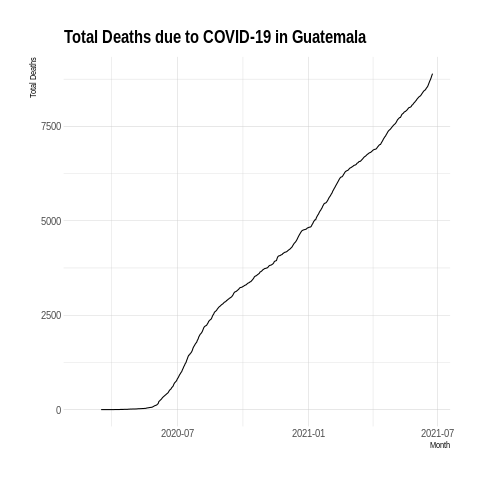 Total Deaths due to COVID-19 in Guatemala
Total Deaths
7500
5000
2500
0
2020-07
2021-01
2021-07
Month